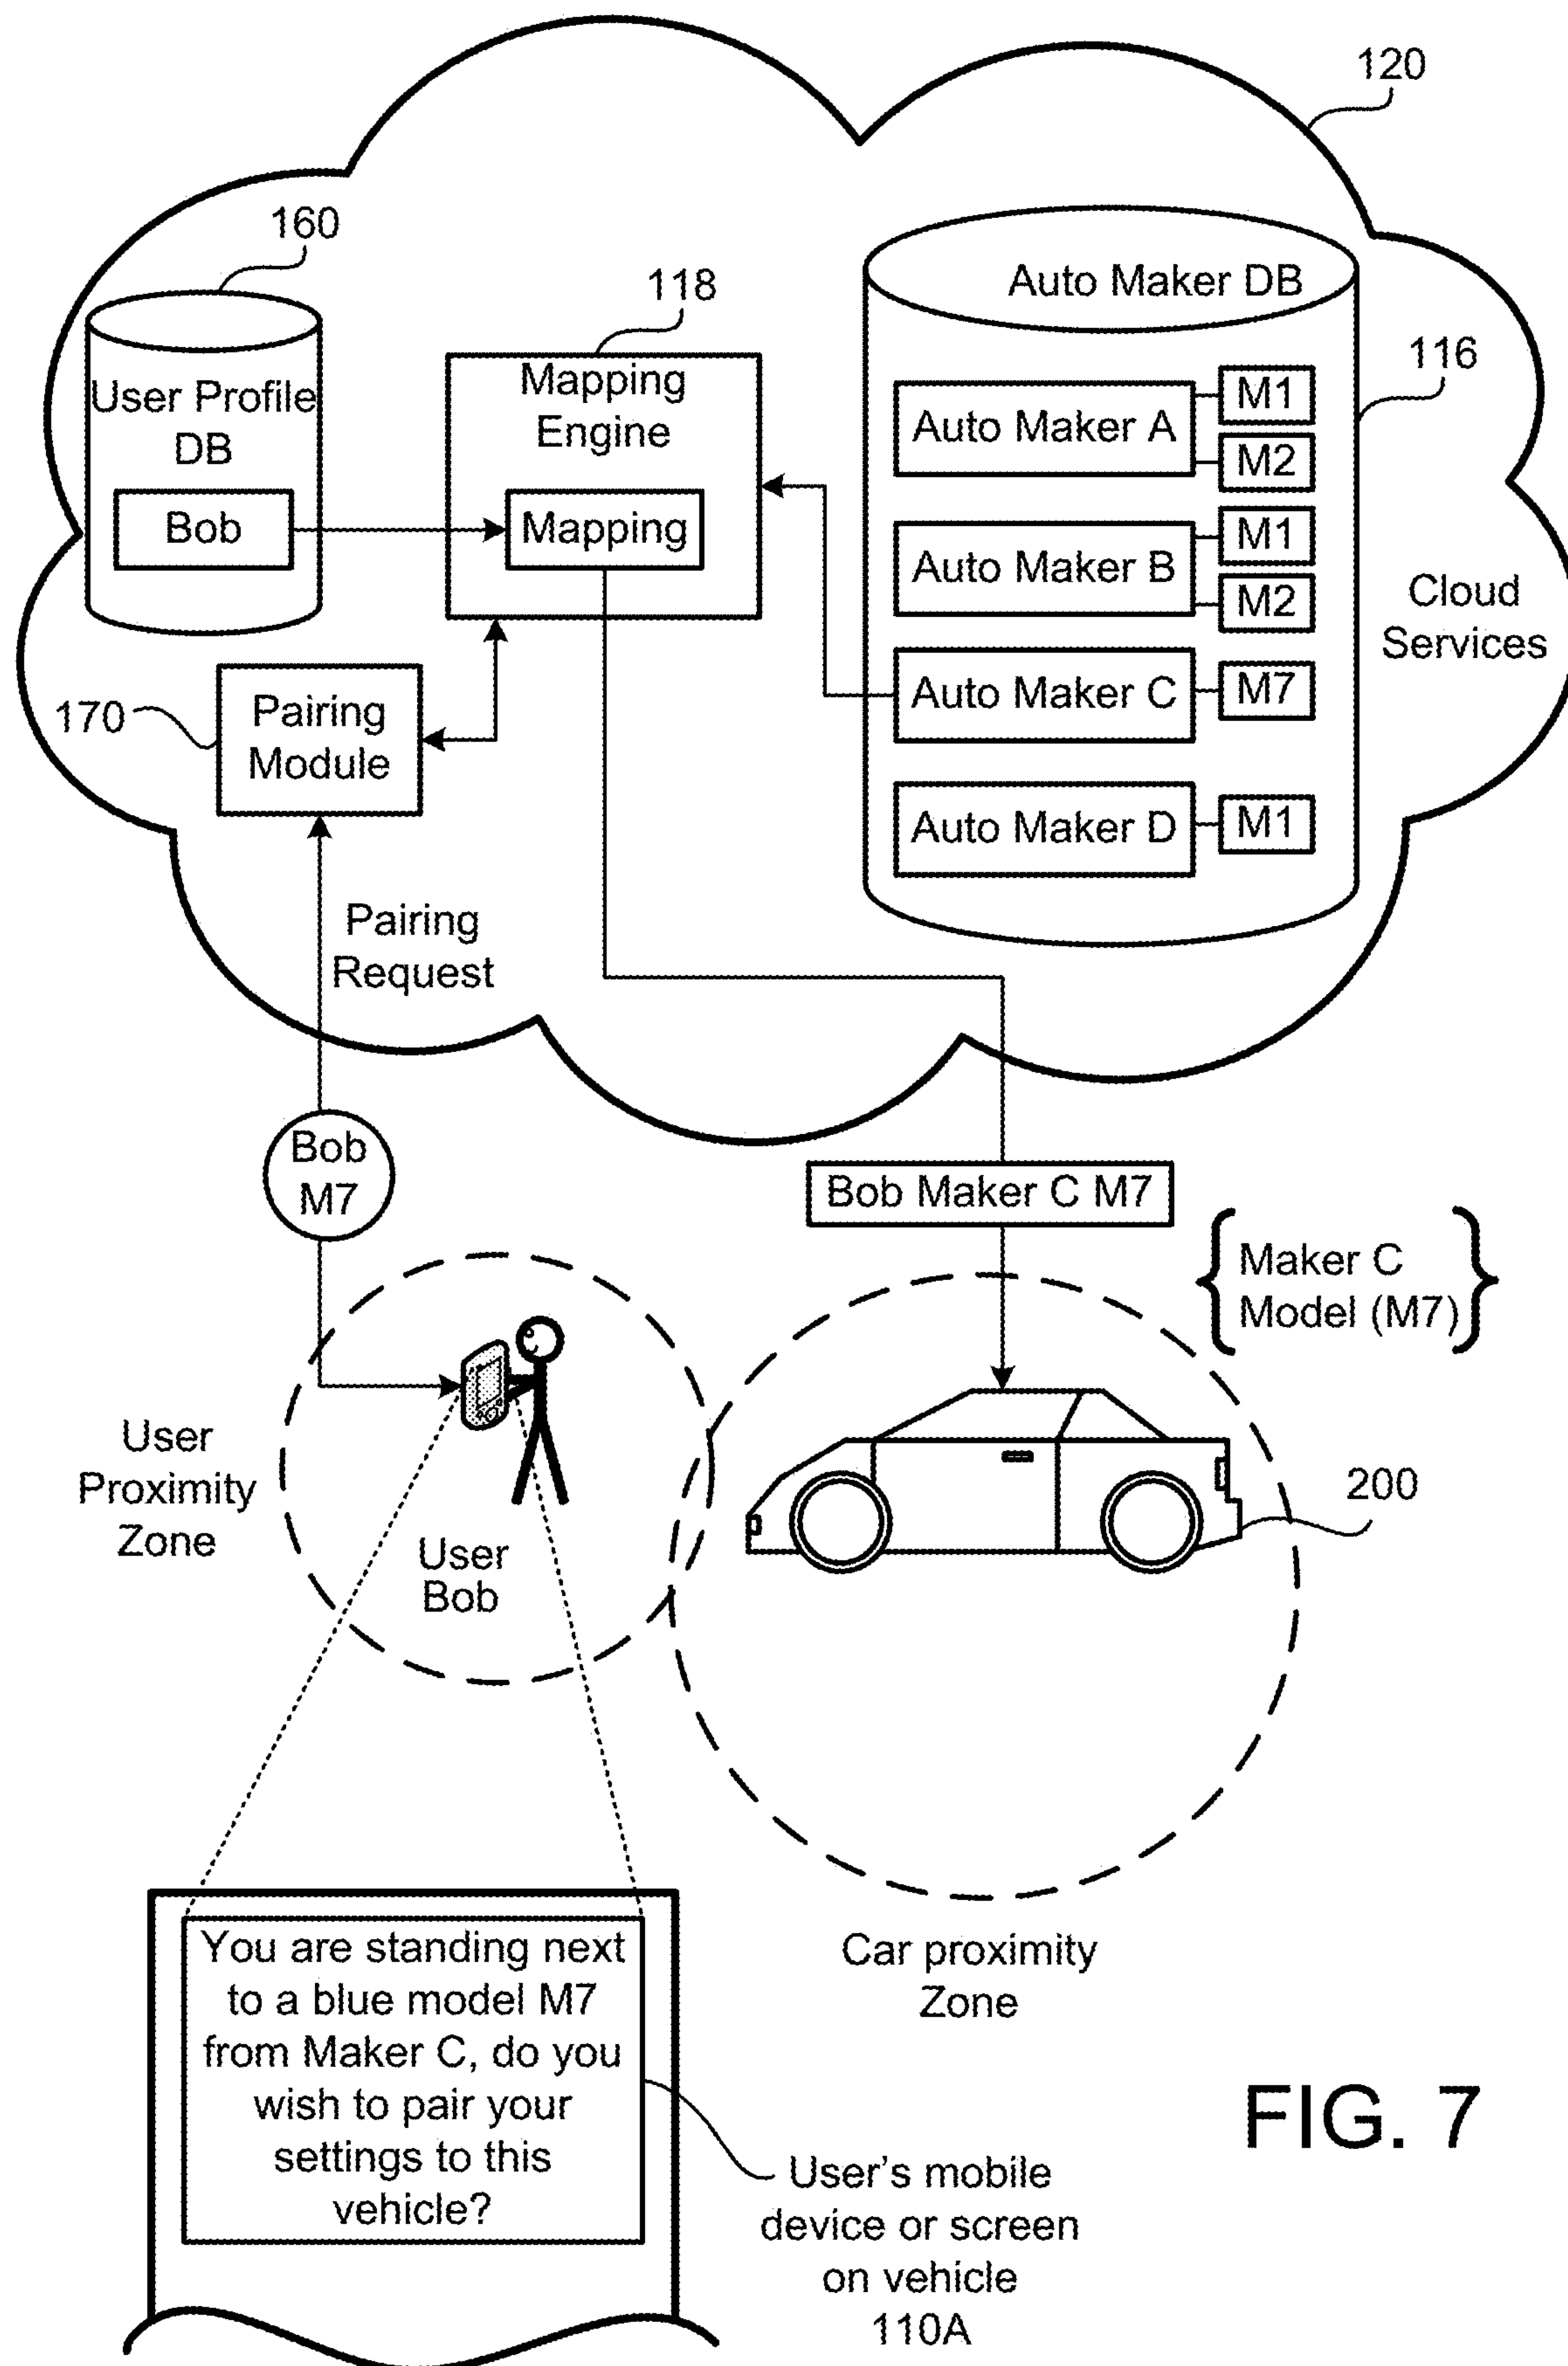 120
160
118
Auto Maker DB
116
User Profile
DB
Bob
Mapping
Engine
Mapping
Auto Maker A
M1
M2
Auto Maker B
M1
M2
Auto Maker C
M7
Auto Maker D
M1
Cloud
Services
170
Pairing
Module
Pairing
Request
Bob
M7
Bob Maker C M7
Maker C
Model (M7)
User
Proximity
Zone
User
Bob
200
Car proximity
Zone
You are standing next
to a blue model M7
from Maker C, do you
wish to pair your
settings to this
vehicle?
User's mobile
device or screen
on vehicle
110A
FIG. 7